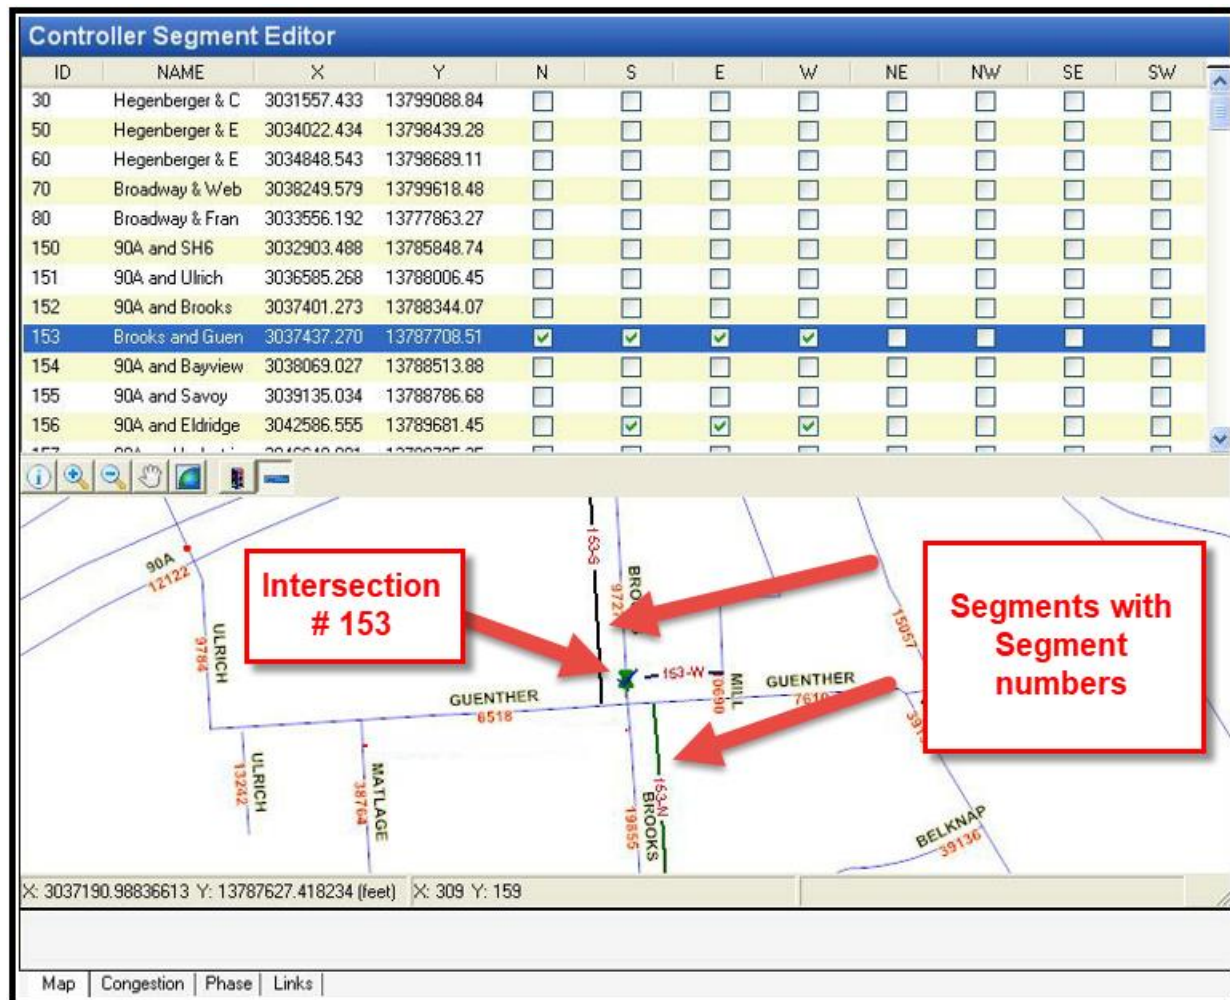 Controller Segment Editor
ID NAME X Y N S E W NE NW SE SW
30 Hegenberger & C 3031557.433 13799088.84
50 Hegenberger & E 3034022.434 13798439.28
60 Hegenberger & E 3034848.543 13798689.11
70 Broadway & Web 3038249.579 13799618.48
80 Broadway & Fran 3033556.192 13777863.27
150 90A and SH6 3032903.488 13785848.74
151 90A and Ulrich 3036585.268 13788006.45
152 90A and Brooks 3037401.273 13788344.07
153 Brooks and Guen 3037437.270 13787708.51
154 90A and Bayview 3038069.027 13788513.88
155 90A and Savoy 3039135.034 13788786.68
156 90A and Eldridge 3042586.555 13789681.45
90A
12122
ULRICH
9784
Intersection
# 153
153-S
BROO
972
Segments with
Segment
numbers
15057
153-W
MILL
0690
GUENTHER
6518
GUENTHER
7610
ULRICH
13242
MATLAGE
38764
153-N
BROOKS
19855
BELKNAP
39136
X: 3037190.98836613 Y: 13787627.418234 (feet) X: 309 Y: 159
Map Congestion Phase Links